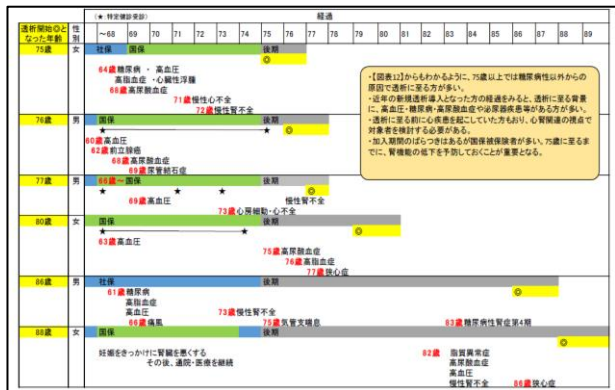 （★ 特定健診受診） 経過
透析開始◎となった年齢 性別 ～68 69 70 71 72 73 74 75 76 77 78 79 80 81 82 83 84 85 86 87 88 89
75歳 女 社保 国保 後期
◎
64歳糖尿病 ・ 高血圧
高脂血症 ・心臓性浮腫
68歳高尿酸血症
71歳慢性心不全
72歳慢性腎不全
・【図表12】からもわかるように、75歳以上では糖尿病性以外からの
原因で透析に至る方が多い。
・近年の新規透析導入となった方の経過をみると、透析に至る背景
に、高血圧・糖尿病・高尿酸血症や泌尿器疾患等がある方が多い。
・透析に至る前に心疾患を起こしていた方もおり、心腎関連の視点で
対象者を検討する必要がある。
・加入期間のばらつきはあるが国保被保険者が多い。75歳に至るま
でに、腎機能の低下を予防しておくことが重要となる。
76歳 男 国保 後期
★ ★ ◎
60歳高血圧
62歳前立腺癌
68歳高尿酸血症
69歳尿管結石症
77歳 男 66歳～国保 後期
★ ★ ★ ◎
69歳高血圧 慢性腎不全
73歳心房細動・心不全
80歳 女 国保 後期
★ ★ ◎
63歳高血圧
75歳高尿酸血症
76歳高脂血症
77歳狭心症
86歳 男 社保 後期
◎
61歳糖尿病
高脂血症
高血圧 73歳慢性腎不全
66歳痛風 75歳気管支喘息 83歳糖尿病性腎症第4期
88歳 女 国保 後期
◎
妊娠をきっかけに腎臓を悪くする 82歳 脂質異常症
その後、通院・医療を継続 高尿酸血症
高血圧
慢性腎不全 86歳狭心症